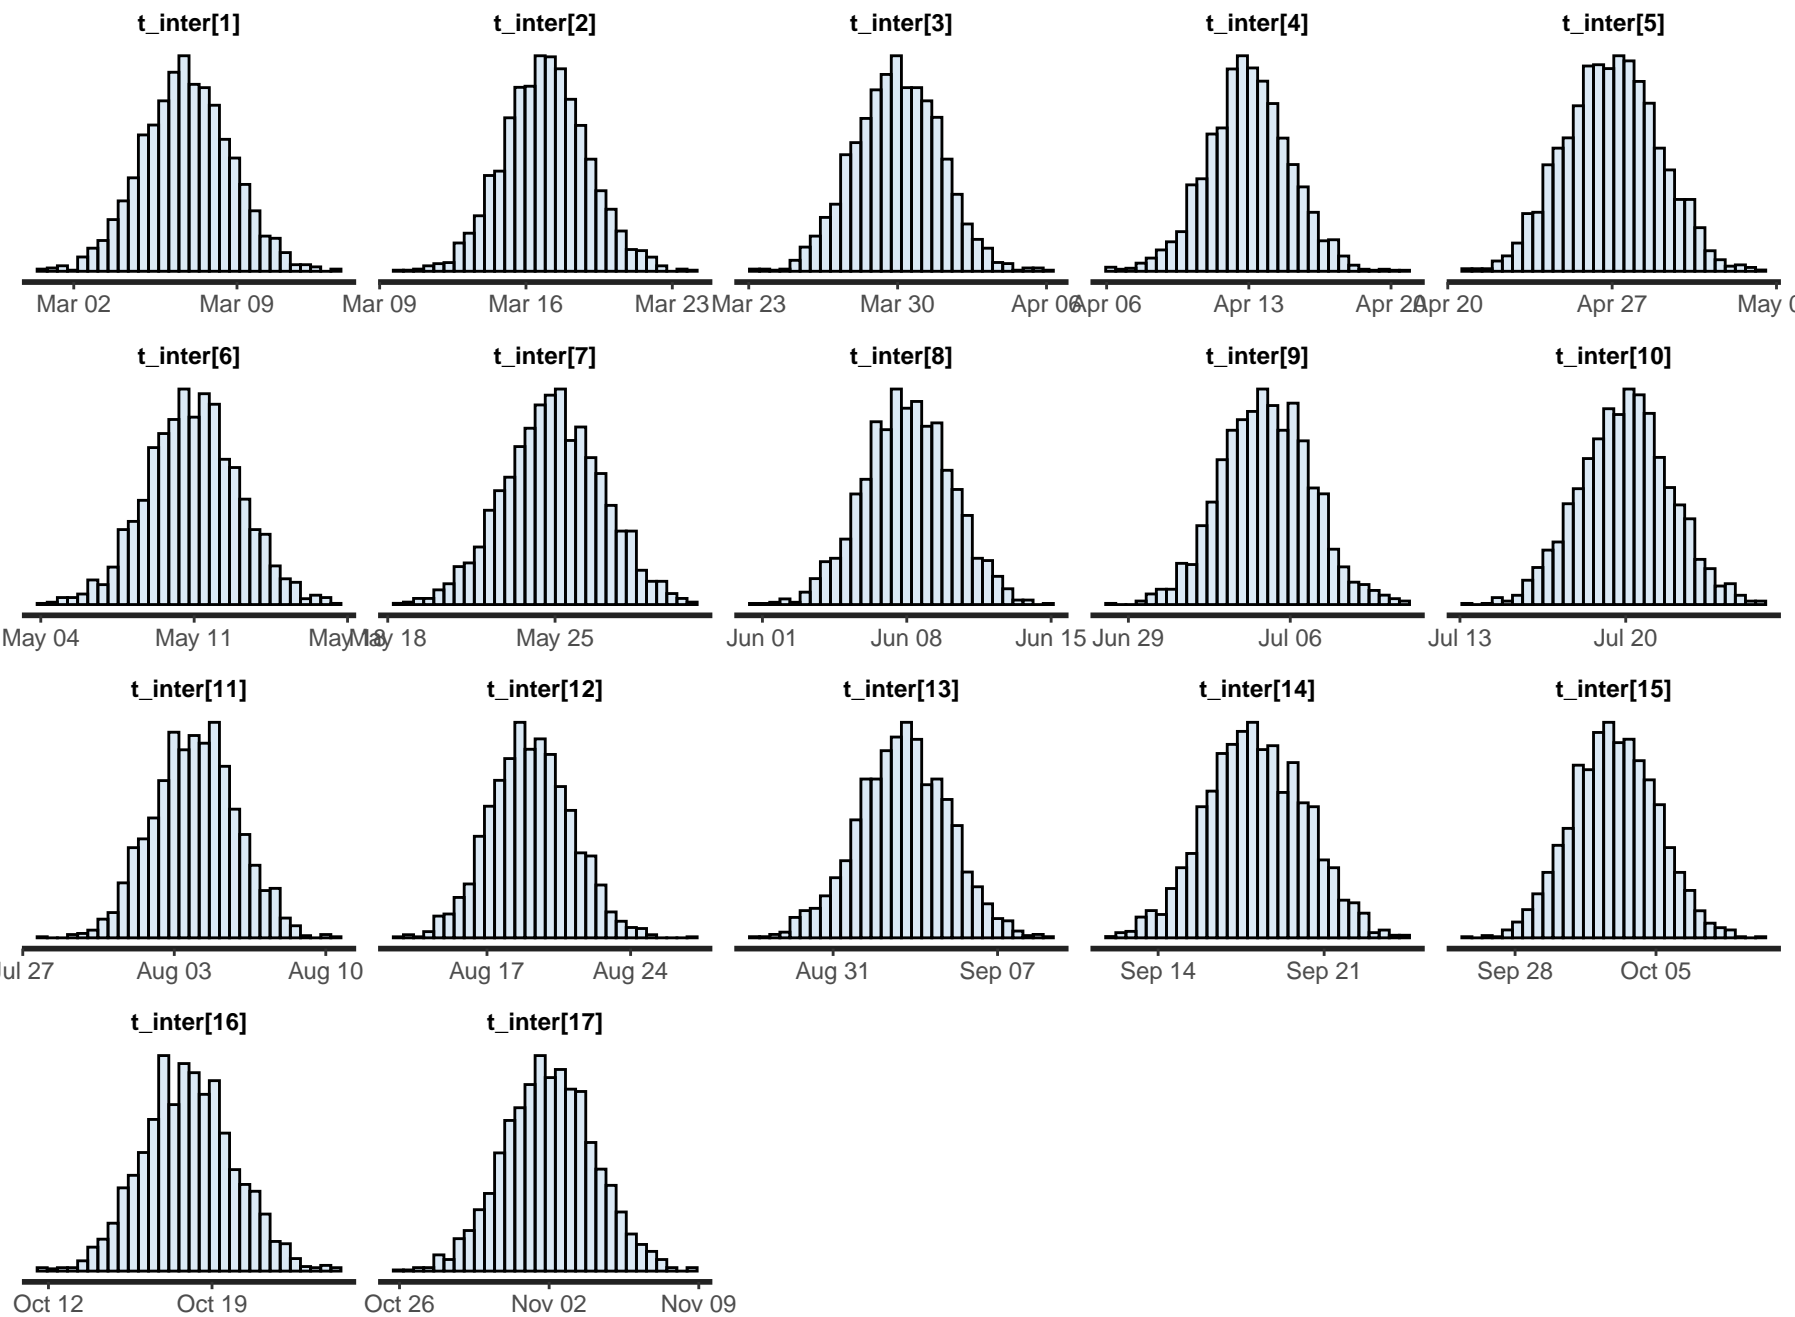 t_inter[1] t_inter[2] t_inter[3] t_inter[4] t_inter[5]
Mar 02 Mar 09 Mar 09 Mar 16 Mar 23 Mar 23 Mar 30 Apr 06 Apr 06 Apr 13 Apr 20 Apr 20 Apr 27 May
t_inter[6] t_inter[7] t_inter[8] t_inter[9] t_inter[10]
May 04 May 11 May 18 May 18 May 25 Jun 01 Jun 08 Jun 15 Jun 29 Jul 06 Jul 13 Jul 20
t_inter[11] t_inter[12] t_inter[13] t_inter[14] t_inter[15]
Jul 27 Aug 03 Aug 10 Aug 17 Aug 24 Aug 31 Sep 07 Sep 14 Sep 21 Sep 28 Oct 05
t_inter[16] t_inter[17]
Oct 12 Oct 19 Oct 26 Nov 02 Nov 09